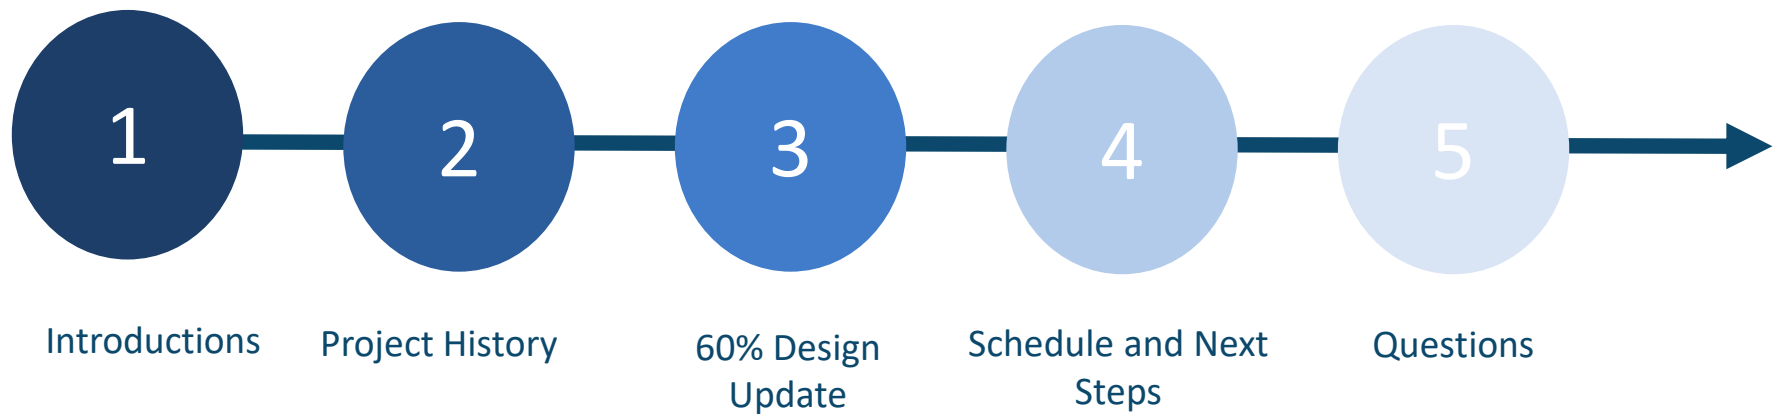 1
2
3
4
5
Introductions
Project History
60% Design
Update
Schedule and Next
Steps
Questions